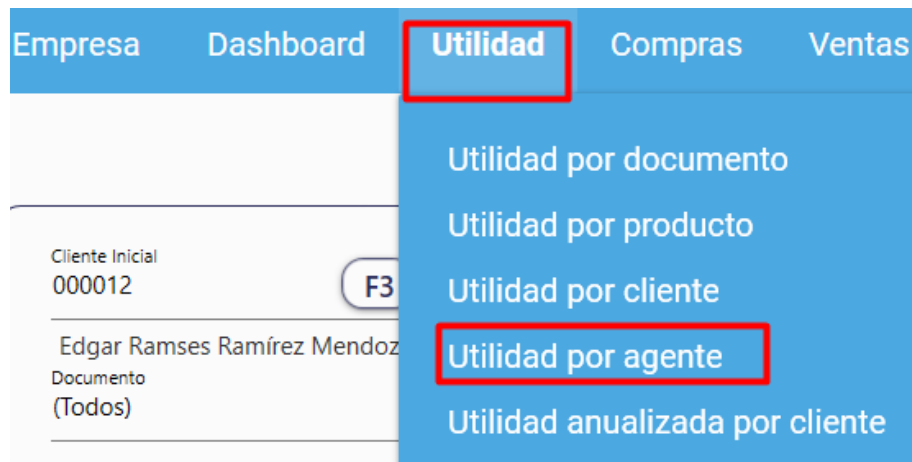 Empresa Dashboard Utilidad Compras Ventas
Utilidad por documento
Utilidad por producto
Utilidad por cliente
Utilidad por agente
Utilidad anualizada por cliente
Cliente Inicial
000012 F3
Edgar Ramses Ramírez Mendoz
Documento
(Todos)